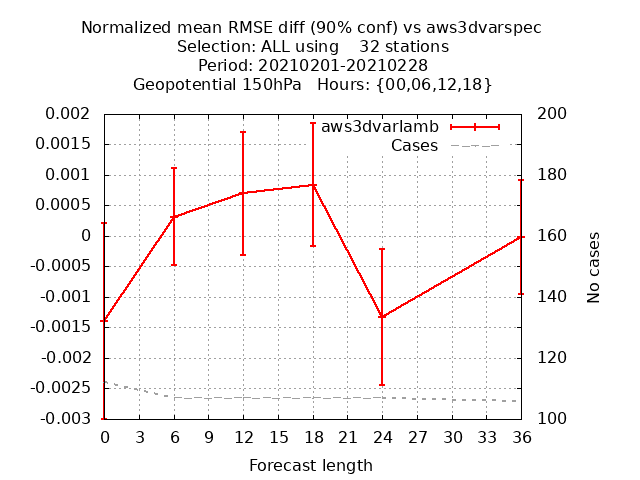 Normalized mean RMSE diff (90% conf) vs aws3dvarspec
Selection: ALL using    32 stations
Period: 20210201-20210228
Geopotential 150hPa   Hours: {00,06,12,18}
aws3dvarlamb
Cases
0.002
0.0015
0.001
0.0005
0
-0.0005
-0.001
-0.0015
-0.002
-0.0025
-0.003
200
180
160
140
120
100
No cases
0 3 6 9 12 15 18 21 24 27 30 33 36
Forecast length